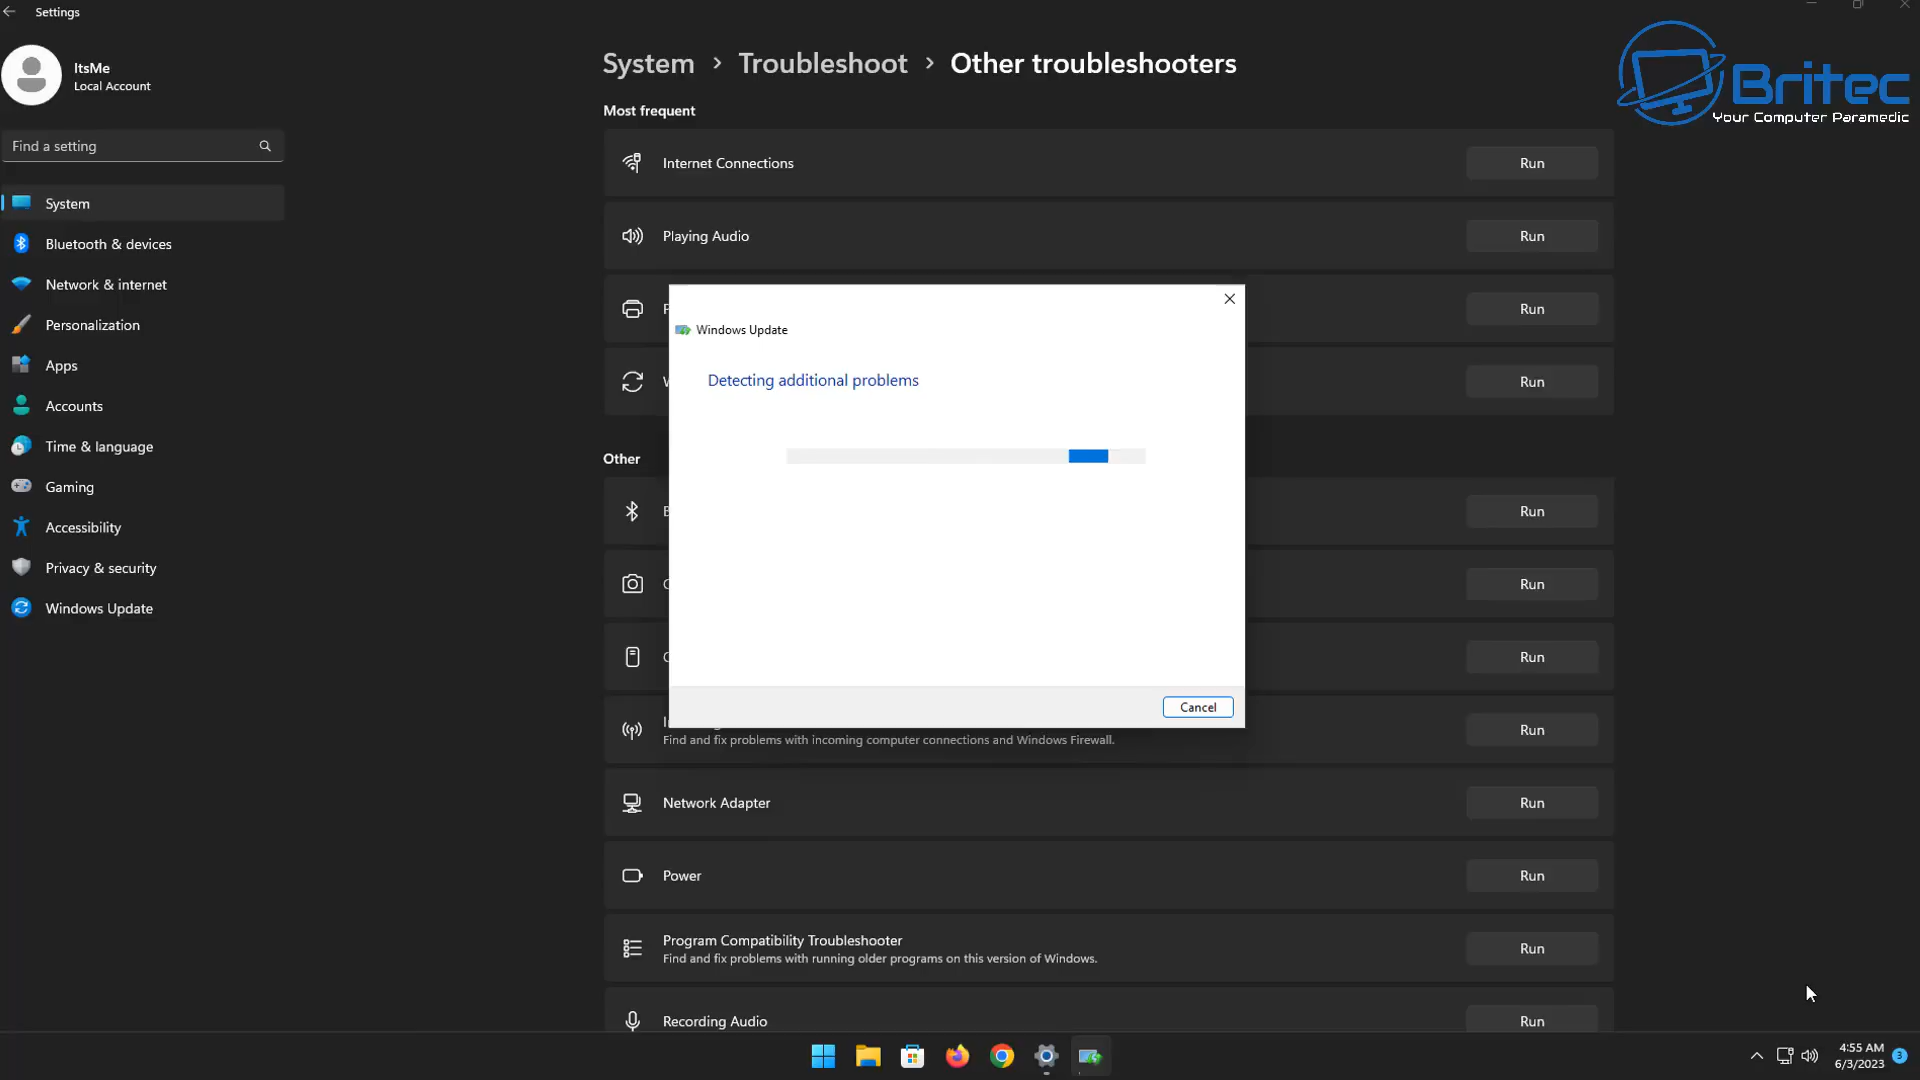 Settings
ItsMe
Local Account
Find a setting
System
Bluetooth & devices
Network & internet
Personalization
Apps
Accounts
Time & language
Gaming
Accessibility
Privacy & security
Windows Update
System > Troubleshoot > Other troubleshooters
Most frequent
Internet Connections Run
Playing Audio Run
Run
Run
Windows Update
Detecting additional problems
Cancel
Other
Run
Run
Run
Run
Find and fix problems with incoming computer connections and Windows Firewall.
Network Adapter Run
Power Run
Program Compatibility Troubleshooter
Find and fix problems with running older programs on this version of Windows.
Run
Recording Audio Run
Britec
Your Computer Paramedic
4:55 AM
6/3/2023 3